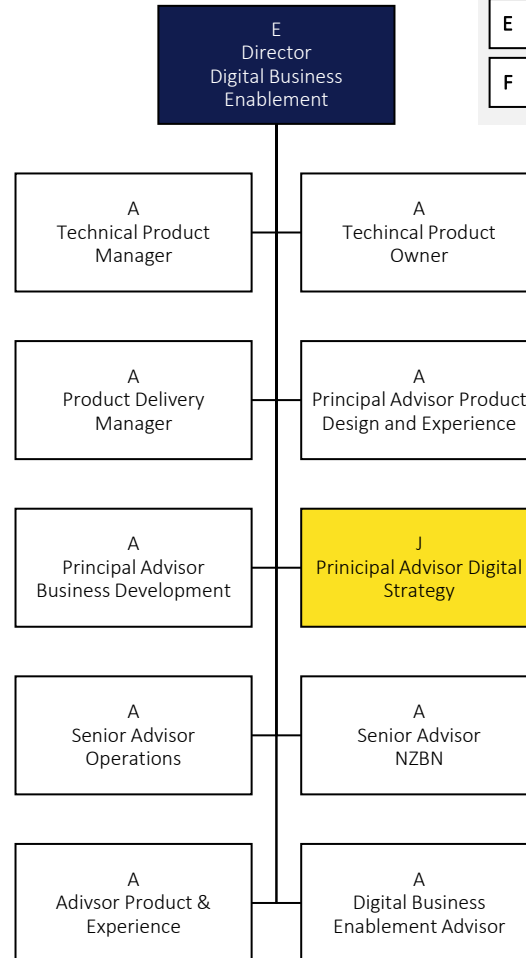 E
Director
Digital Business
Enablement
E
F
A
Technical Product
Manager
A
Techincal Product
Owner
A
Product Delivery
Manager
A
Principal Advisor Product
Design and Experience
A
Principal Advisor
Business Development
J
Prinicipal Advisor Digital
Strategy
A
Senior Advisor
Operations
A
Senior Advisor
NZBN
A
Adivsor Product &
Experience
A
Digital Business
Enablement Advisor